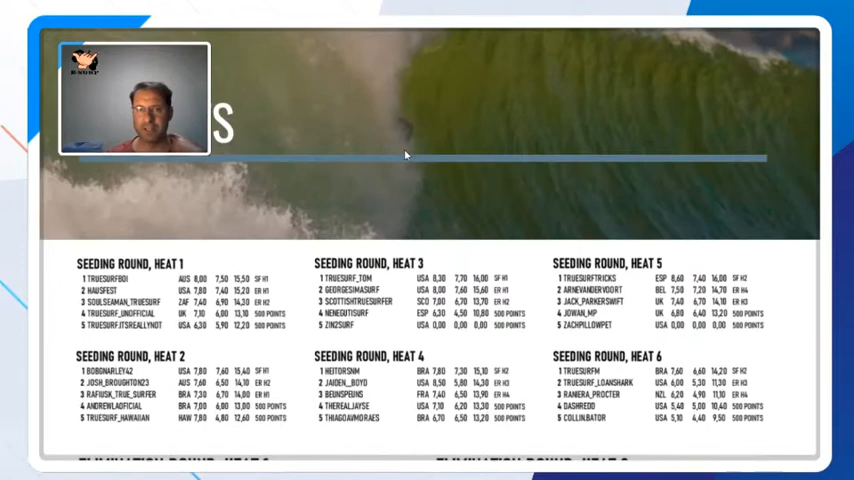 B-SURF
S
SEEDING ROUND, HEAT 1
1 TRUESURFBOI AUS 8,00 7,50 15,50 SF H1
2 HAUSFEST USA 7,80 7,40 15,20 ER H1
3 SOULSEAMAN_TRUESURF ZAF 7,40 6,90 14,30 ER H2
4 TRUESURF_UNOFFICIAL UK 7,10 6,00 13,10 500 POINTS
5 TRUESURF.ITSREALLYNOT USA 6,30 5,90 12,20 500 POINTS
SEEDING ROUND, HEAT 3
1 TRUESURF_TOM USA 8,30 7,70 16,00 SF H1
2 GEORGESIMASURF USA 8,00 7,60 15,60 ER H1
3 SCOTTISHTRUESURFER SCO 7,00 6,70 13,70 ER H2
4 NENEGUTISURF ESP 6,30 4,50 10,80 500 POINTS
5 ZIN2SURF USA 0,00 0,00 0,00 500 POINTS
SEEDING ROUND, HEAT 5
1 TRUESURFTRICKS ESP 8,60 7,40 16,00 SF H2
2 ARNEVANDERVOORT BEL 7,50 7,20 14,70 ER H4
3 JACK_PARKERSWIFT UK 7,40 6,70 14,10 ER H3
4 JOWAN_MP UK 6,80 6,40 13,20 500 POINTS
5 ZACHPILLOWPET USA 0,00 0,00 0,00 500 POINTS
SEEDING ROUND, HEAT 2
1 BOBGNARLEY42 USA 7,80 7,60 15,40 SF H1
2 JOSH_BROUGHTON23 AUS 7,60 6,50 14,10 ER H2
3 RAFIUSK_TRUE_SURFER BRA 7,30 6,70 14,00 ER H1
4 ANDREWLAOFICIAL BRA 7,00 6,00 13,00 500 POINTS
5 TRUESURF_HAWAIIAN HAW 7,80 4,80 12,60 500 POINTS
SEEDING ROUND, HEAT 4
1 HEITORSNM BRA 7,80 7,30 15,10 SF H2
2 JAIDEN_.BOYD USA 8,50 5,80 14,30 ER H3
3 BEUNSPEUNS FRA 7,40 6,50 13,90 ER H4
4 THEREALJAYSE USA 7,10 6,20 13,30 500 POINTS
5 THIAGOAVMORAES BRA 6,70 6,50 13,20 500 POINTS
SEEDING ROUND, HEAT 6
1 TRUESURFM BRA 7,60 6,60 14,20 SF H2
2 TRUESURF_LOANSHARK USA 6,00 5,30 11,30 ER H3
3 RANIERA_PROCTER NZL 6,20 4,90 11,10 ER H4
4 DASHREDD USA 5,40 5,00 10,40 500 POINTS
5 COLLIN.BATOR USA 5,10 4,40 9,50 500 POINTS